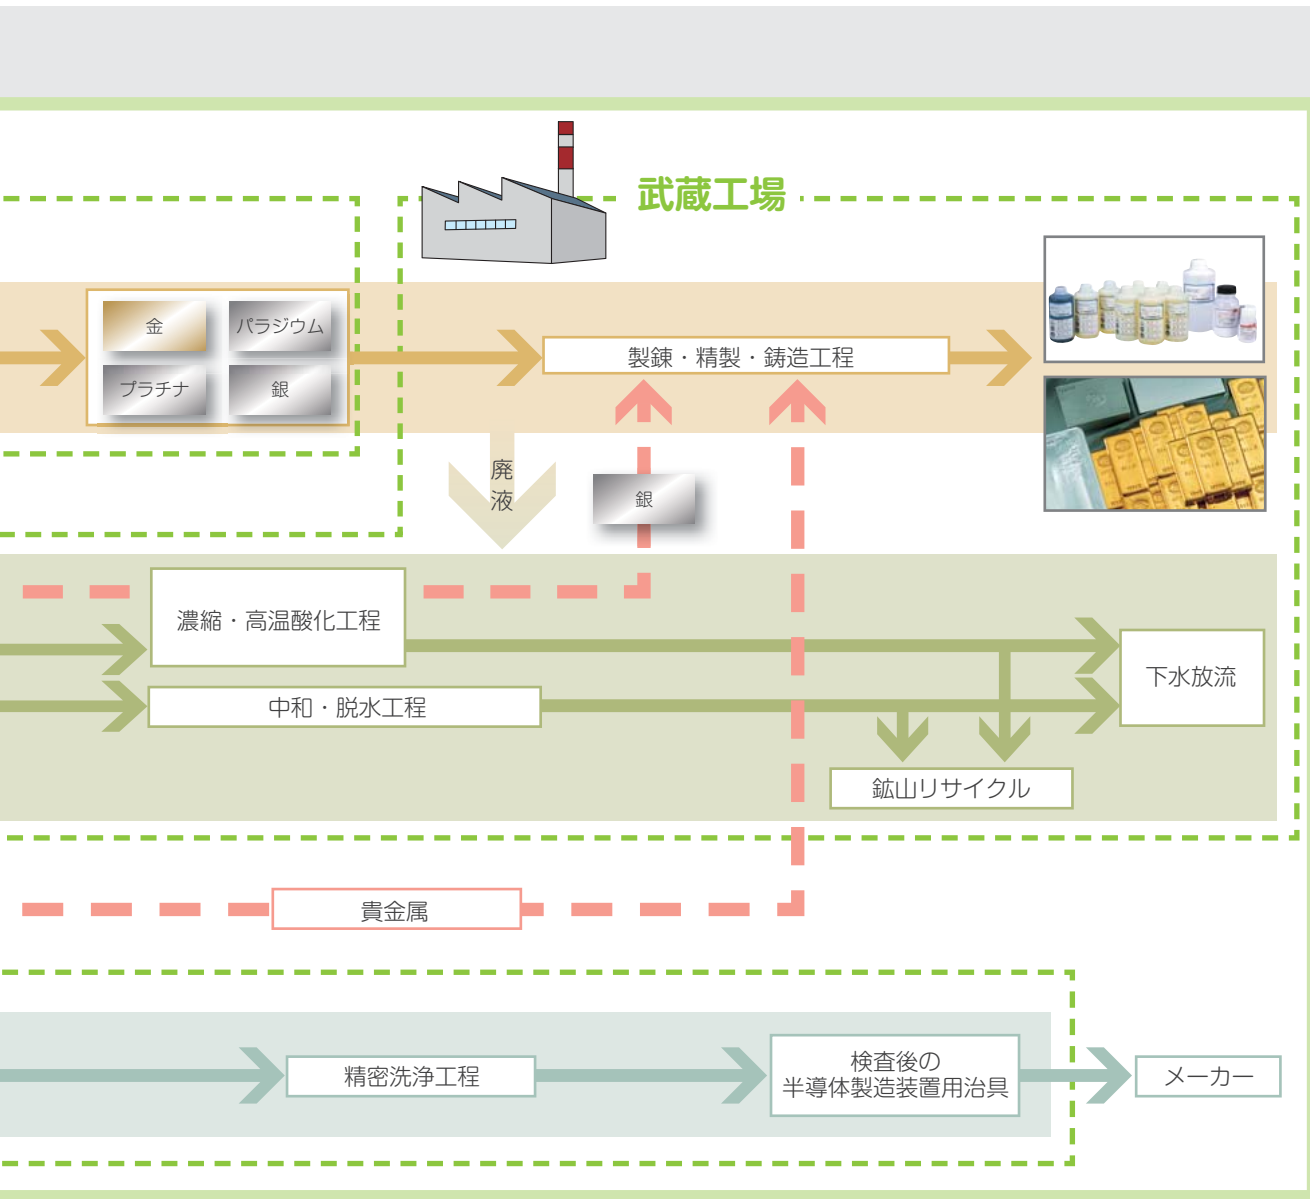 武蔵工場
金
パラジウム
プラチナ
銀
製錬・精製・鋳造工程
廃
液
銀
濃縮・高温酸化工程
中和・脱水工程
下水放流
鉱山リサイクル
貴金属
精密洗浄工程
検査後の
半導体製造装置用治具
メーカー